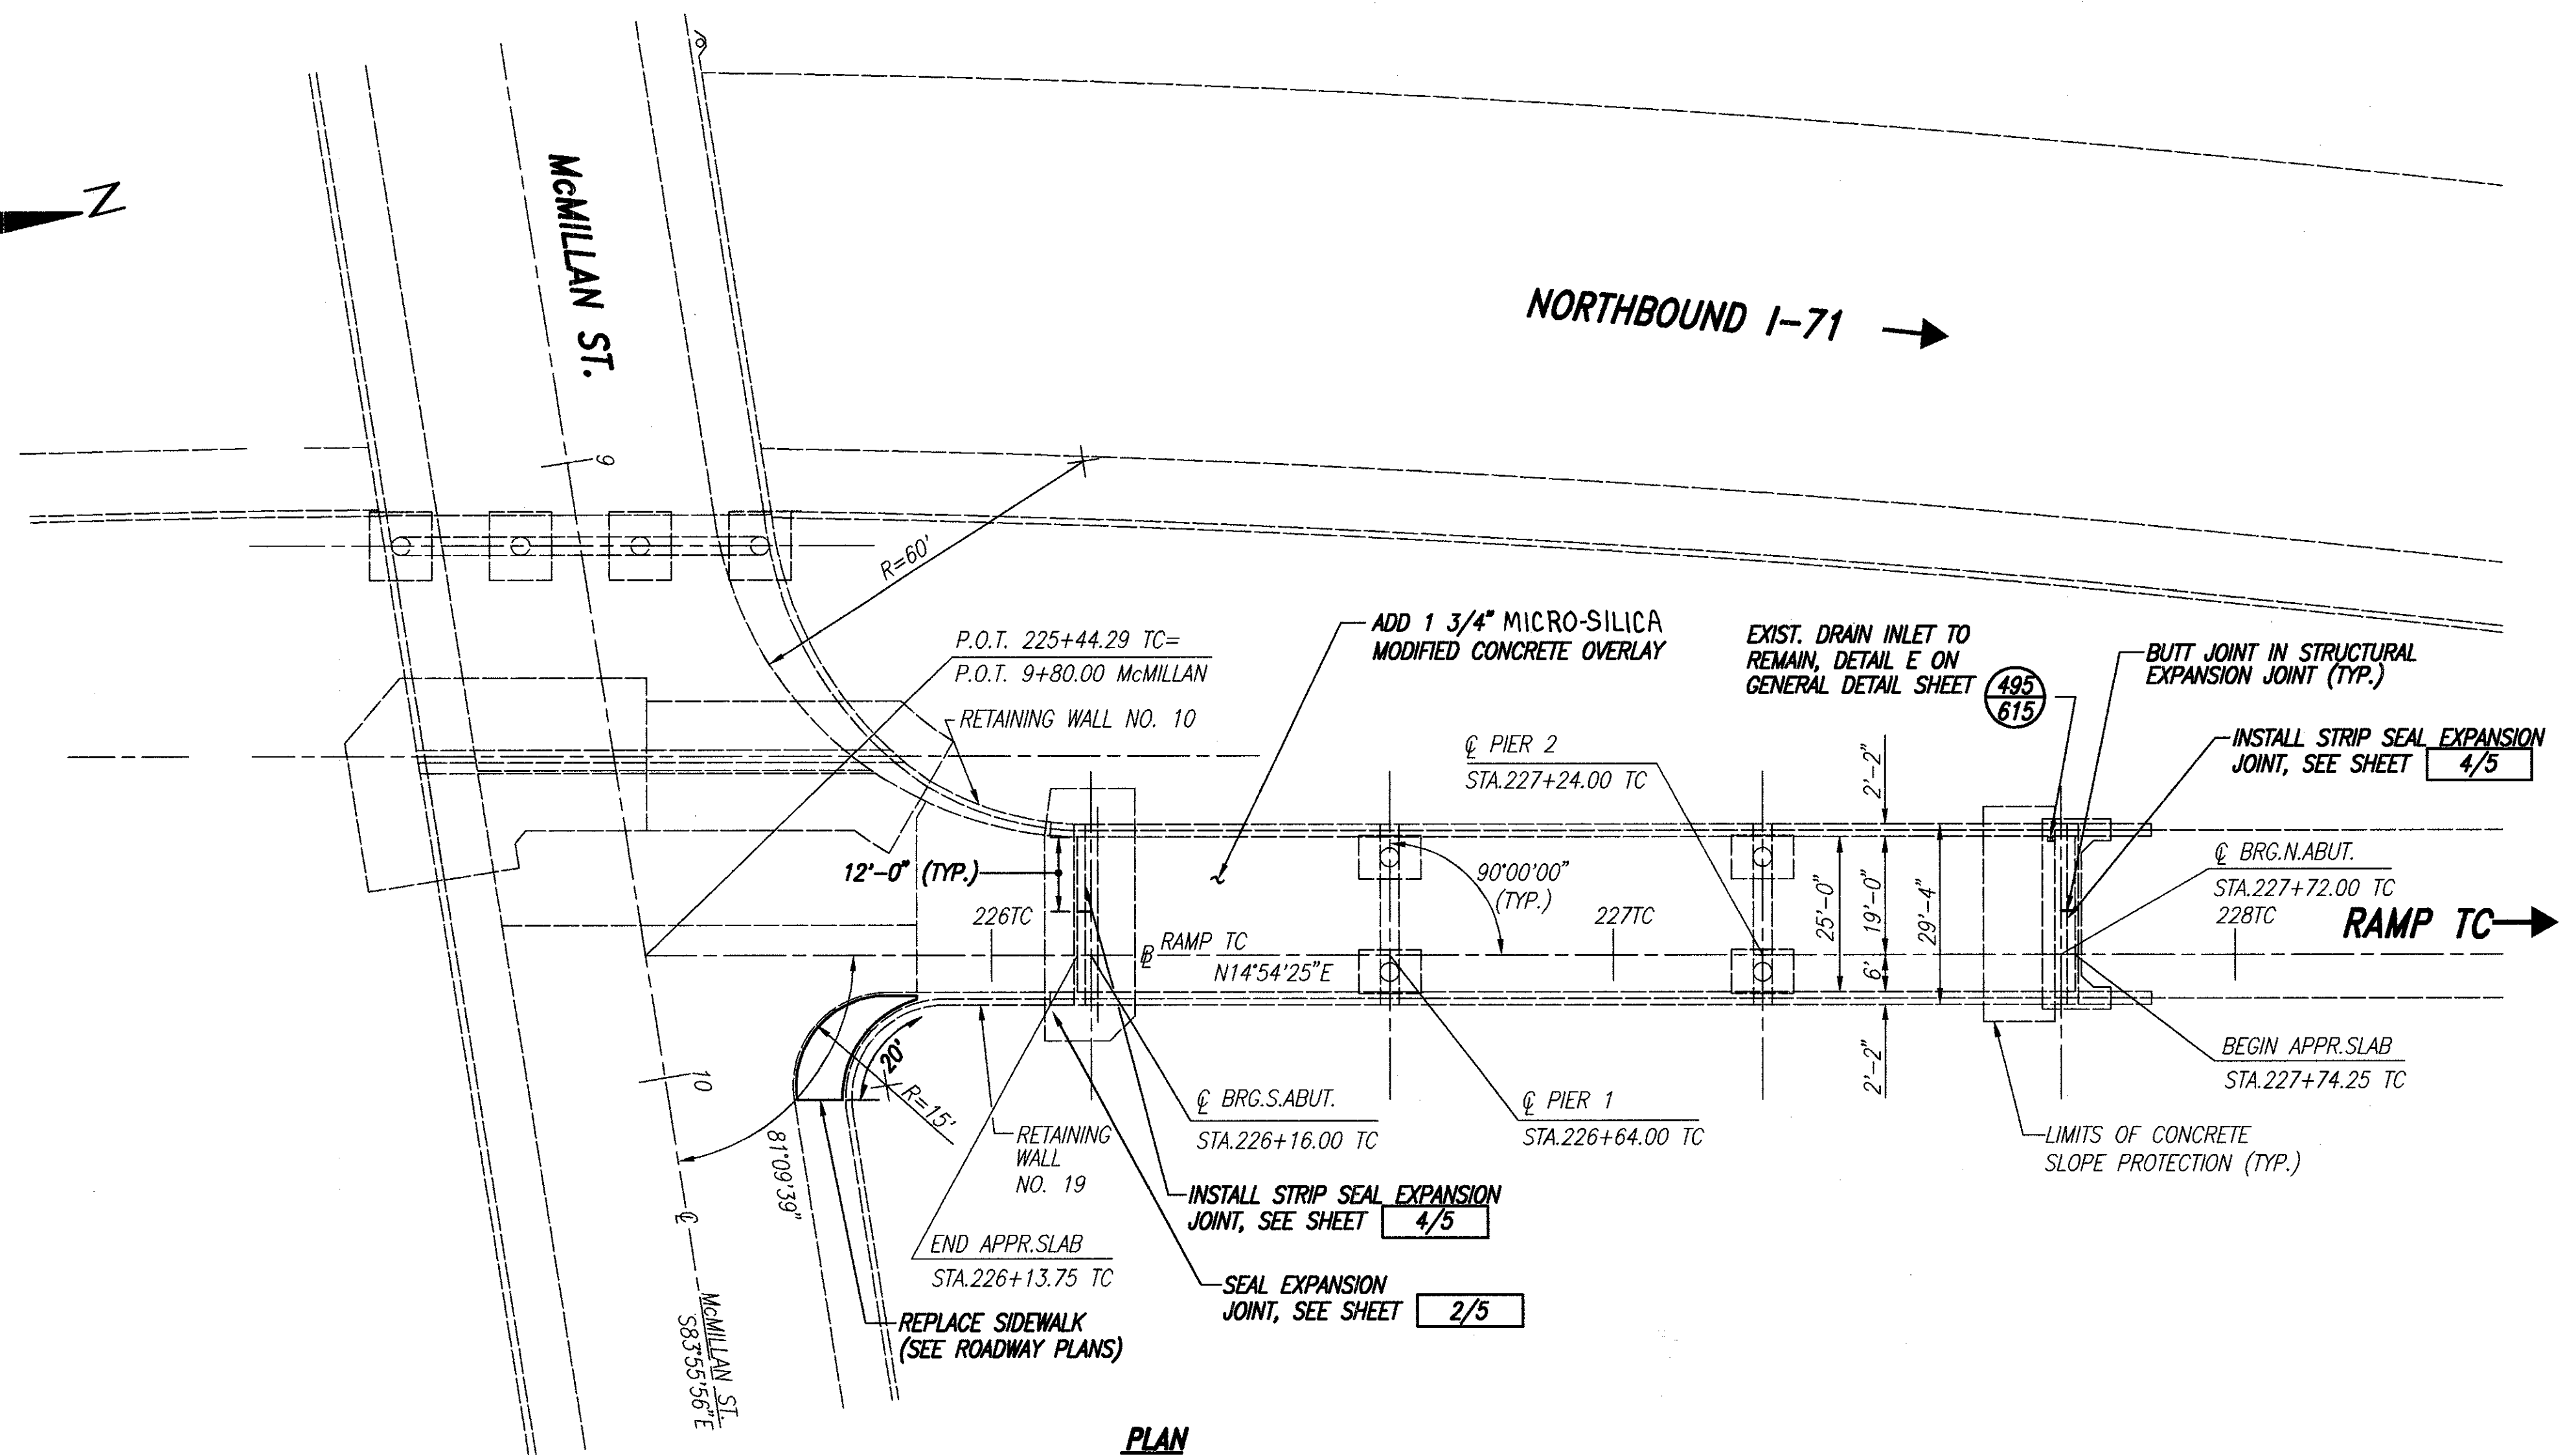 N
McMILLAN ST.
NORTHBOUND I-71
9
R=60'
P.O.T. 225+44.29 TC=
P.O.T. 9+80.00 McMILLAN
RETAINING WALL NO. 10
ADD 1 3/4" MICRO-SILICA
MODIFIED CONCRETE OVERLAY
EXIST. DRAIN INLET TO
REMAIN, DETAIL E ON
GENERAL DETAIL SHEET
495
615
BUTT JOINT IN STRUCTURAL
EXPANSION JOINT (TYP.)
INSTALL STRIP SEAL EXPANSION
JOINT, SEE SHEET 4/5
℄ PIER 2
STA.227+24.00 TC
2'-2"
12'-0" (TYP.)
90°00'00"
(TYP.)
25'-0"
19'-0"
29'-4"
6'
℄ BRG.N.ABUT.
STA.227+72.00 TC
226TC
227TC
228TC
RAMP TC
RAMP TC
N14°54'25"E
20'
R=15'
10
81°09'39"
RETAINING
WALL
NO. 19
℄ BRG.S.ABUT.
STA.226+16.00 TC
℄ PIER 1
STA.226+64.00 TC
2'-2"
BEGIN APPR.SLAB
STA.227+74.25 TC
LIMITS OF CONCRETE
SLOPE PROTECTION (TYP.)
INSTALL STRIP SEAL EXPANSION
JOINT, SEE SHEET 4/5
END APPR.SLAB
STA.226+13.75 TC
SEAL EXPANSION
JOINT, SEE SHEET 2/5
REPLACE SIDEWALK
(SEE ROADWAY PLANS)
℄
McMILLAN ST.
S83°55'56"E
PLAN